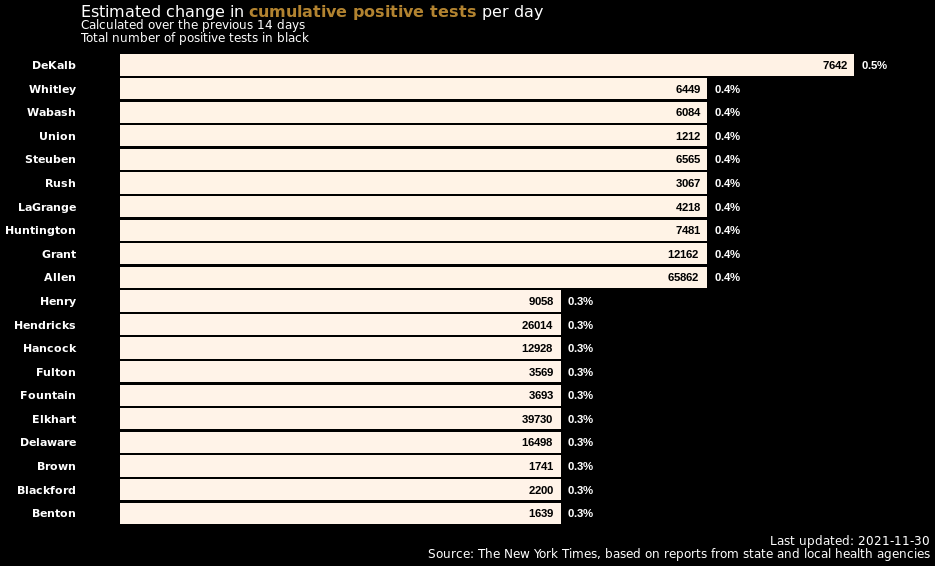 Estimated change in cumulative positive tests per day
Calculated over the previous 14 days
Total number of positive tests in black
DeKalb 7642 0.5%
Whitley 6449 0.4%
Wabash 6084 0.4%
Union 1212 0.4%
Steuben 6565 0.4%
Rush 3067 0.4%
LaGrange 4218 0.4%
Huntington 7481 0.4%
Grant 12162 0.4%
Allen 65862 0.4%
Henry 9058 0.3%
Hendricks 26014 0.3%
Hancock 12928 0.3%
Fulton 3569 0.3%
Fountain 3693 0.3%
Elkhart 39730 0.3%
Delaware 16498 0.3%
Brown 1741 0.3%
Blackford 2200 0.3%
Benton 1639 0.3%
Last updated: 2021-11-30
Source: The New York Times, based on reports from state and local health agencies